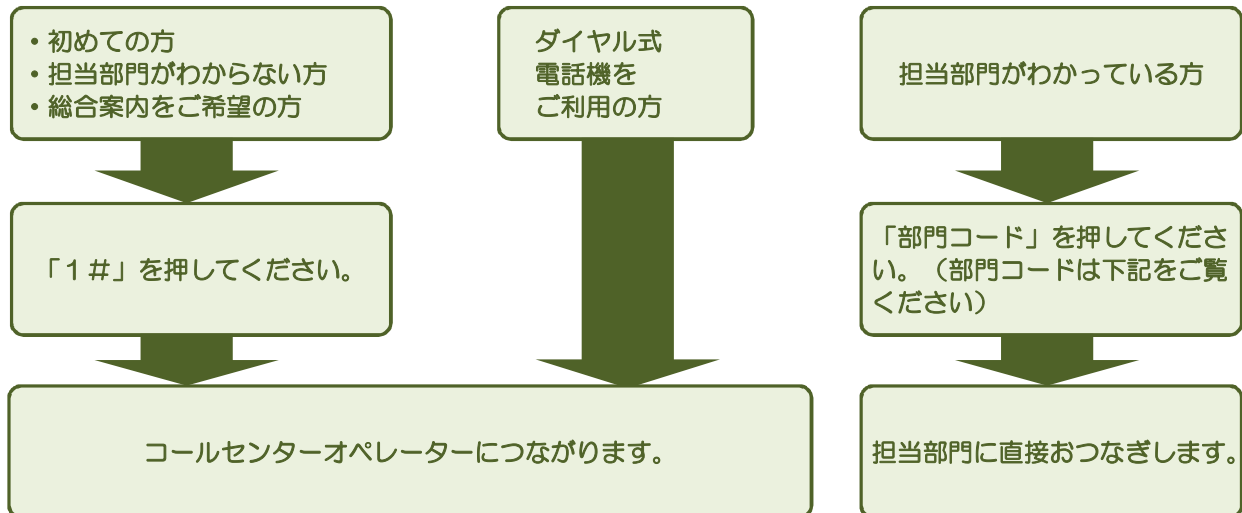 ・初めての方
・担当部門がわからない方
・総合案内をご希望の方
ダイヤル式
電話機を
ご利用の方
担当部門がわかっている方
「1#」を押してください。
「部門コード」を押してくださ
い。（部門コードは下記をご覧
ください）
コールセンターオペレーターにつながります。
担当部門に直接おつなぎします。